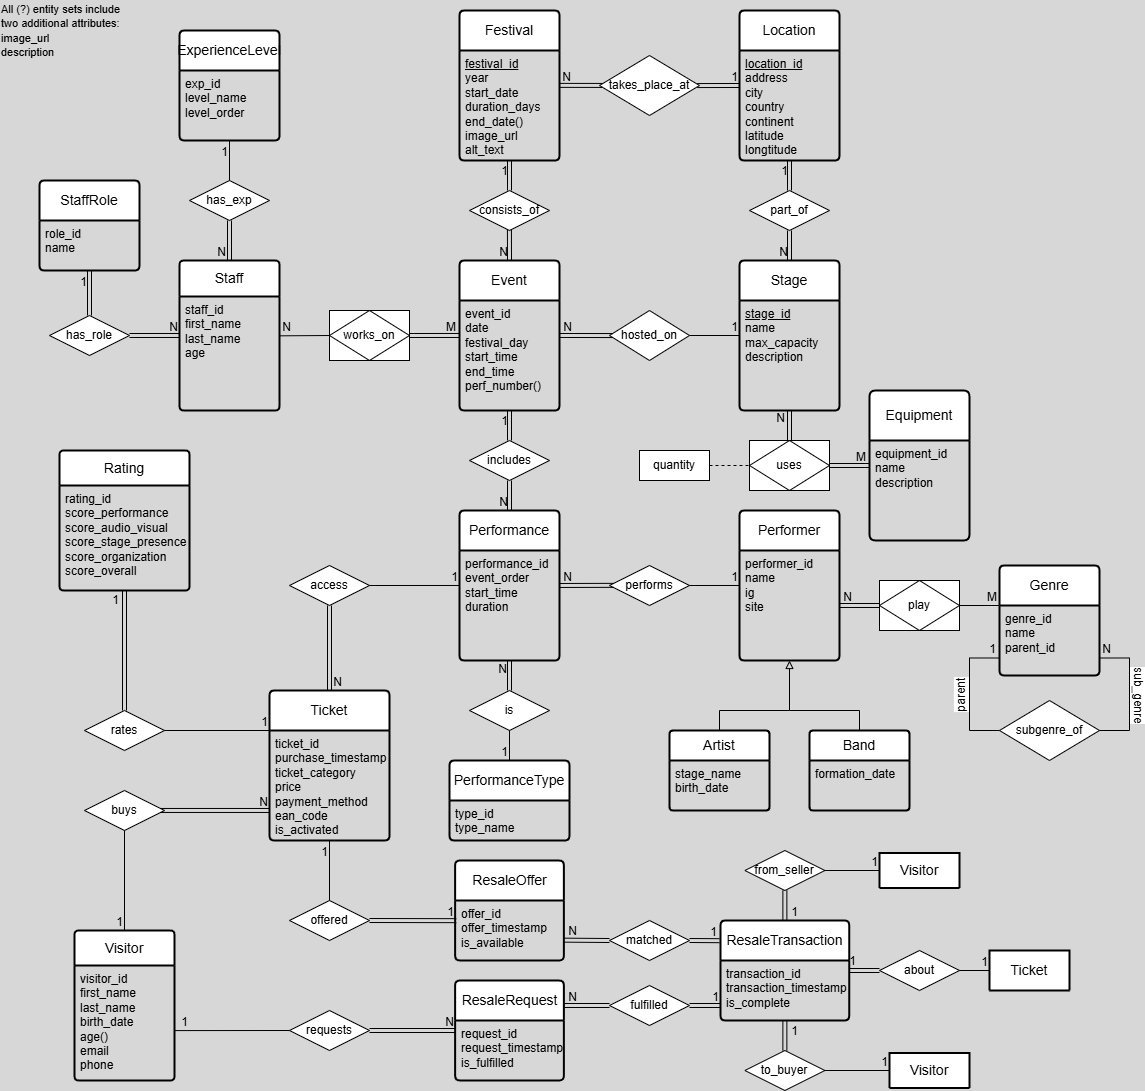 All (?) entity sets include
two additional attributes:
image_url
description
ExperienceLevel
exp_id
level_name
level_order
1
has_exp
N
StaffRole
role_id
name
1
has_role
N
Staff
staff_id
first_name
last_name
age
N
works_on
M
Festival
festival_id
year
start_date
duration_days
end_date()
image_url
alt_text
N
takes_place_at
1
Location
location_id
address
city
country
continent
latitude
longtitude
1
consists_of
N
1
part_of
N
Event
event_id
date
festival_day
start_time
end_time
perf_number()
N
hosted_on
1
Stage
stage_id
name
max_capacity
description
N
quantity
uses
M
Equipment
equipment_id
name
description
1
includes
N
Rating
rating_id
score_performance
score_audio_visual
score_stage_presence
score_organization
score_overall
1
rates
1
access
1
N
Performance
performance_id
event_order
start_time
duration
N
performs
1
Performer
performer_id
name
ig
site
N
play
M
Genre
genre_id
name
parent_id
1
N
parent
subgenre_of
sub_genre
N
is
1
PerformanceType
type_id
type_name
Artist
stage_name
birth_date
Band
formation_date
Ticket
ticket_id
purchase_timestamp
ticket_category
price
payment_method
ean_code
is_activated
buys
N
1
1
offered
1
ResaleOffer
offer_id
offer_timestamp
is_available
N
matched
1
Visitor
visitor_id
first_name
last_name
birth_date
age()
email
phone
1
requests
N
ResaleRequest
request_id
request_timestamp
is_fulfilled
N
fulfilled
1
from_seller
1
Visitor
1
ResaleTransaction
transaction_id
transaction_timestamp
is_complete
1
about
1
Ticket
1
to_buyer
1
Visitor